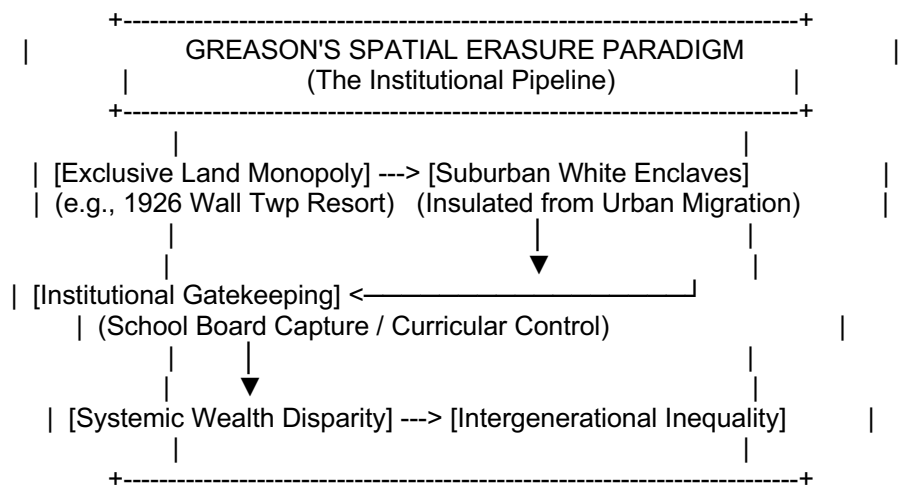 +-----------------------------------------------------------------------------+
| GREASON'S SPATIAL ERASURE PARADIGM |
| (The Institutional Pipeline) |
+-----------------------------------------------------------------------------+
| |
| [Exclusive Land Monopoly] ---> [Suburban White Enclaves] |
| (e.g., 1926 Wall Twp Resort) (Insulated from Urban Migration) |
| │ |
| ▼ |
| [Institutional Gatekeeping] <──────────────────────┘
| (School Board Capture / Curricular Control) |
| │ |
| ▼ |
| [Systemic Wealth Disparity] ---> [Intergenerational Inequality] |
| |
+-----------------------------------------------------------------------------+